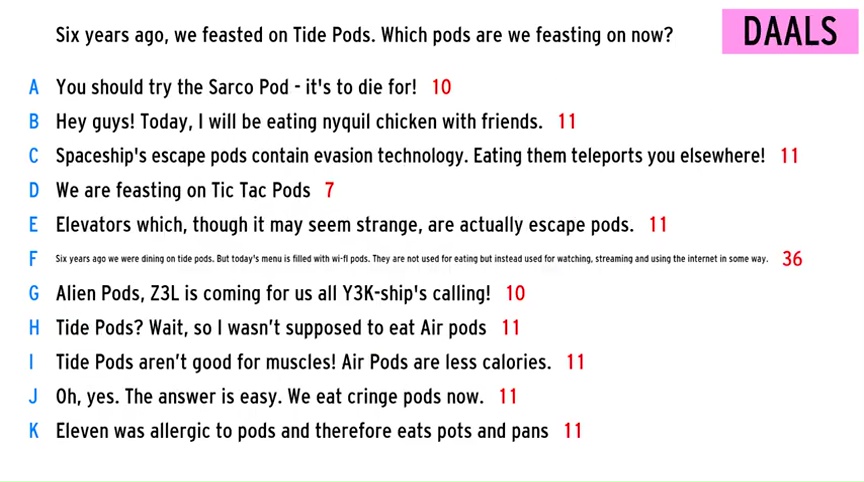 Six years ago, we feasted on Tide Pods. Which pods are we feasting on now?
DAALS
A You should try the Sarco Pod - it's to die for! 10
B Hey guys! Today, I will be eating nyquil chicken with friends. 11
C Spaceship's escape pods contain evasion technology. Eating them teleports you elsewhere! 11
D We are feasting on Tic Tac Pods 7
E Elevators which, though it may seem strange, are actually escape pods. 11
F Six years ago we were dining on tide pods. But today's menu is filled with wi-fi pods. They are not used for eating but instead used for watching, streaming and using the internet in some way. 36
G Alien Pods, Z3L is coming for us all Y3K-ship's calling! 10
H Tide Pods? Wait, so I wasn't supposed to eat Air pods 11
I Tide Pods aren't good for muscles! Air Pods are less calories. 11
J Oh, yes. The answer is easy. We eat cringe pods now. 11
K Eleven was allergic to pods and therefore eats pots and pans 11